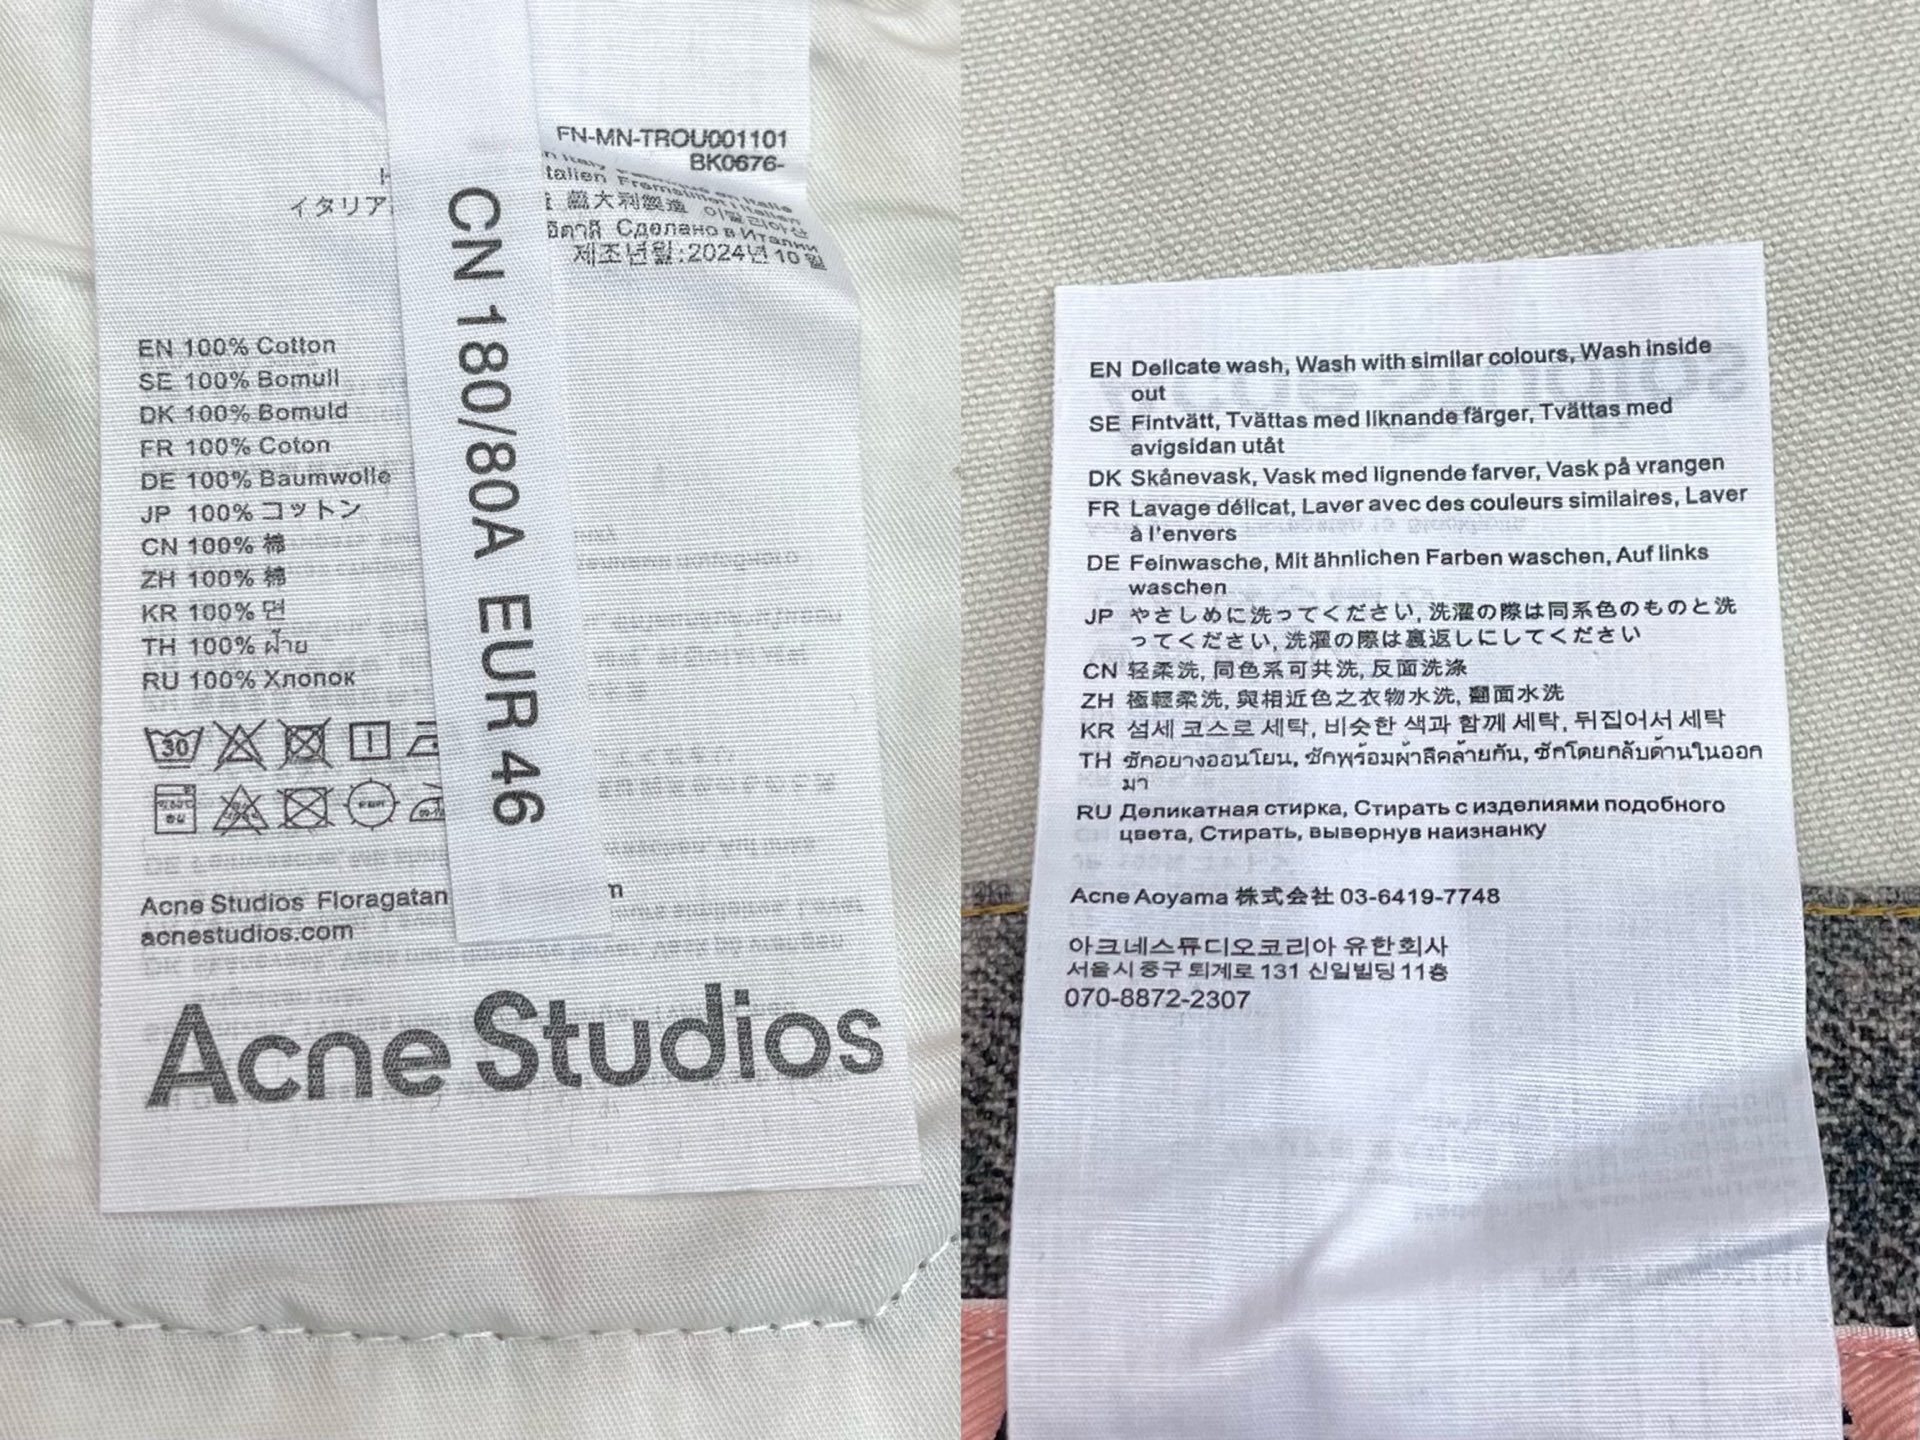 FN-MN-TROU001101
BK0676-
イタリア
大利製造 이탈리아산
Сделано в Италии
제조년월:2024년 10월
EN 100% Cotton
SE 100% Bomull
DK 100% Bomuld
FR 100% Coton
DE 100% Baumwolle
JP 100% コットン
CN 100% 棉
ZH 100% 綿
KR 100% 면
TH 100% ฝ้าย
RU 100% Хлопок
30
Acne Studios Floragatan
acnestudios.com
Acne Studios
CN 180/80A EUR 46
EN Delicate wash, Wash with similar colours, Wash inside
out
SE Fintvätt, Tvättas med liknande färger, Tvättas med
avigsidan utåt
DK Skånevask, Vask med lignende farver, Vask på vrangen
FR Lavage délicat, Laver avec des couleurs similaires, Laver
à l'envers
DE Feinwasche, Mit ähnlichen Farben waschen, Auf links
waschen
JP やさしめに洗ってください, 洗濯の際は同系色のものと洗
ってください, 洗濯の際は裏返しにしてください
CN 轻柔洗, 同色系可共洗, 反面洗涤
ZH 極輕柔洗, 與相近色之衣物水洗, 翻面水洗
KR 섬세 코스로 세탁, 비슷한 색과 함께 세탁, 뒤집어서 세탁
TH ซักอย่างอ่อนโยน, ซักพร้อมผ้าสีคล้ายกัน, ซักโดยกลับด้านในออก
มา
RU Деликатная стирка, Стирать с изделиями подобного
цвета, Стирать, вывернув наизнанку
Acne Aoyama 株式会社 03-6419-7748
아크네스튜디오코리아 유한회사
서울시 중구 퇴계로 131 신일빌딩 11층
070-8872-2307